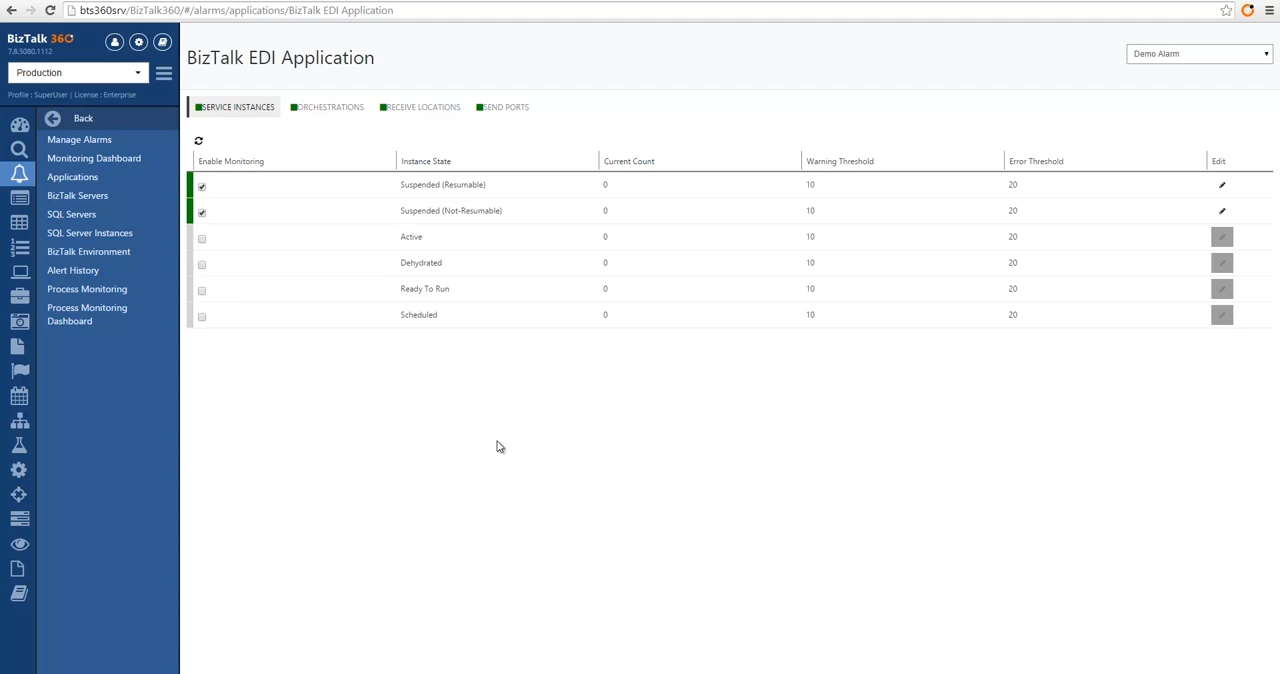 bts360srv/BizTalk360/#/alarms/applications/BizTalk EDI Application
BizTalk 360
7.8.5080.1112
Production
Profile : SuperUser | License : Enterprise
Back
Manage Alarms
Monitoring Dashboard
Applications
BizTalk Servers
SQL Servers
SQL Server Instances
BizTalk Environment
Alert History
Process Monitoring
Process Monitoring
Dashboard
BizTalk EDI Application
Demo Alarm
SERVICE INSTANCES ORCHESTRATIONS RECEIVE LOCATIONS SEND PORTS
Enable Monitoring Instance State Current Count Warning Threshold Error Threshold Edit
Suspended (Resumable) 0 10 20
Suspended (Not-Resumable) 0 10 20
Active 0 10 20
Dehydrated 0 10 20
Ready To Run 0 10 20
Scheduled 0 10 20